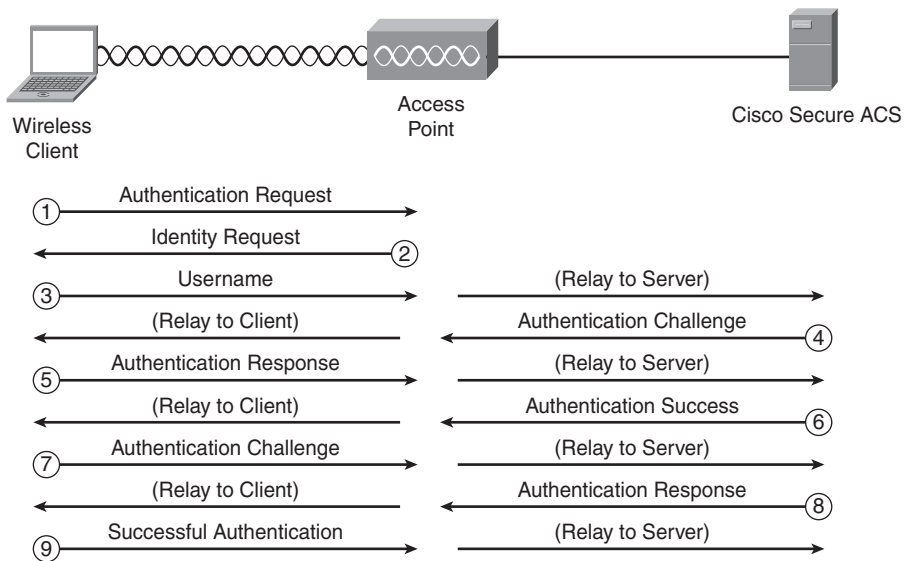 Wireless
Client
Access
Point
Cisco Secure ACS
1 Authentication Request
Identity Request 2
3 Username (Relay to Server)
(Relay to Client) Authentication Challenge 4
5 Authentication Response (Relay to Server)
(Relay to Client) Authentication Success 6
7 Authentication Challenge (Relay to Server)
(Relay to Client) Authentication Response 8
9 Successful Authentication (Relay to Server)